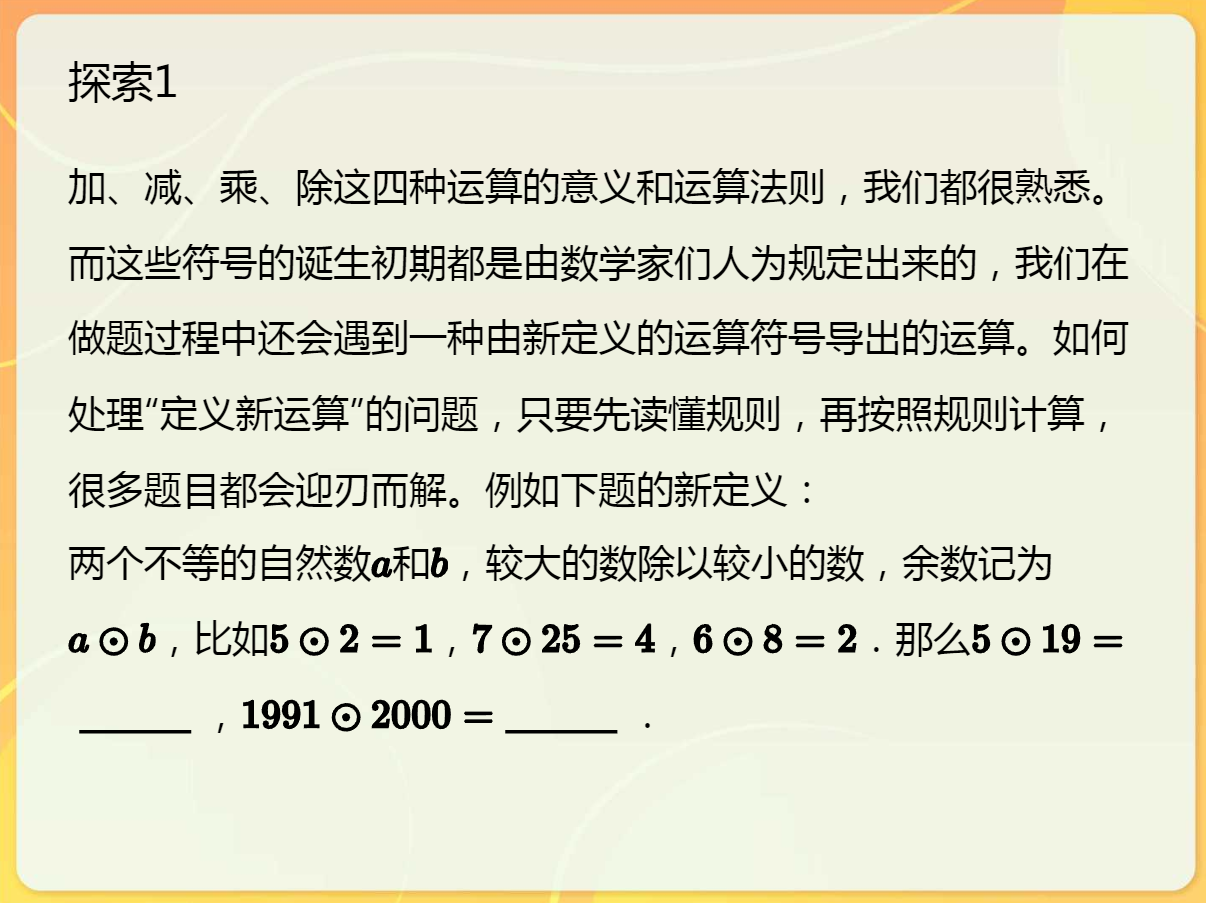 探索1
加、减、乘、除这四种运算的意义和运算法则，我们都很熟悉。
而这些符号的诞生初期都是由数学家们人为规定出来的，我们在
做题过程中还会遇到一种由新定义的运算符号导出的运算。如何
处理“定义新运算”的问题，只要先读懂规则，再按照规则计算，
很多题目都会迎刃而解。例如下题的新定义：
两个不等的自然数a和b，较大的数除以较小的数，余数记为
a⊙b，比如5⊙2=1，7⊙25=4，6⊙8=2．那么5⊙19=
______，1991⊙2000=______．